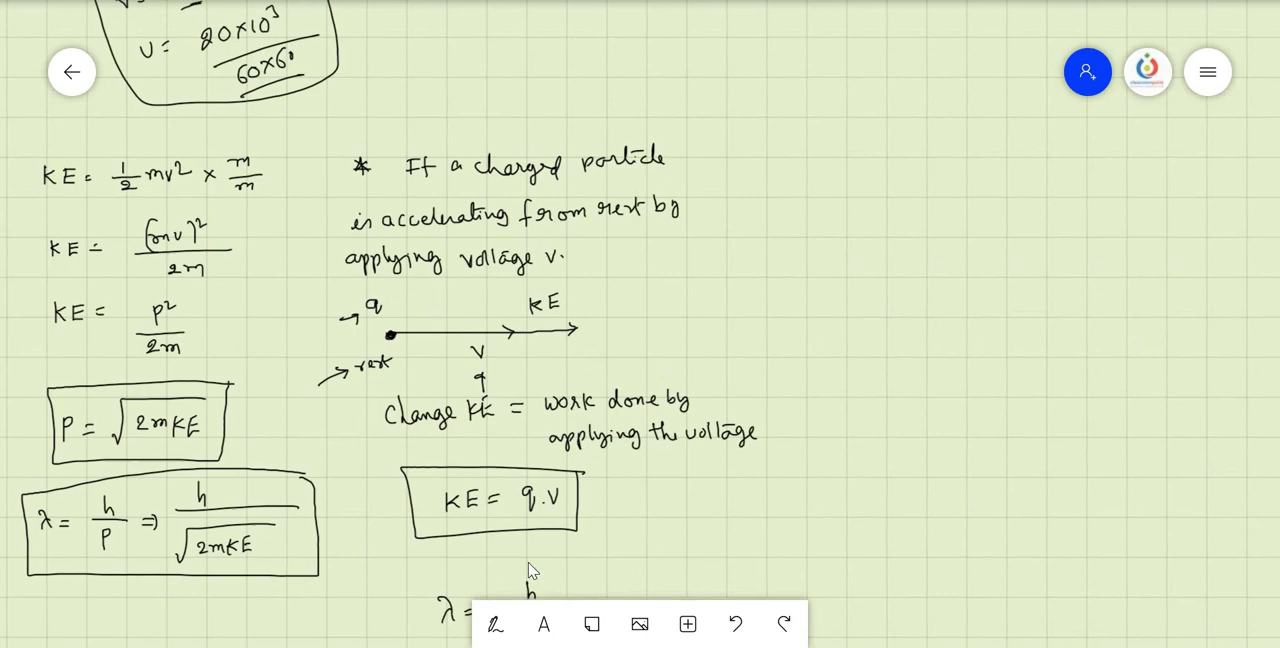 υ = 20×10³ / 60×60
KE = 1/2 mv² × m/m
KE = (mv)² / 2m
KE = P² / 2m
P = √2mKE
λ = h/P ⇒ h / √2mKE
* If a charged particle
is accelerating from rest by
applying voltage v.
→ q
KE
→ rest
V
q
Change KE = work done by
applying the voltage
KE = q.v
λ = h
A